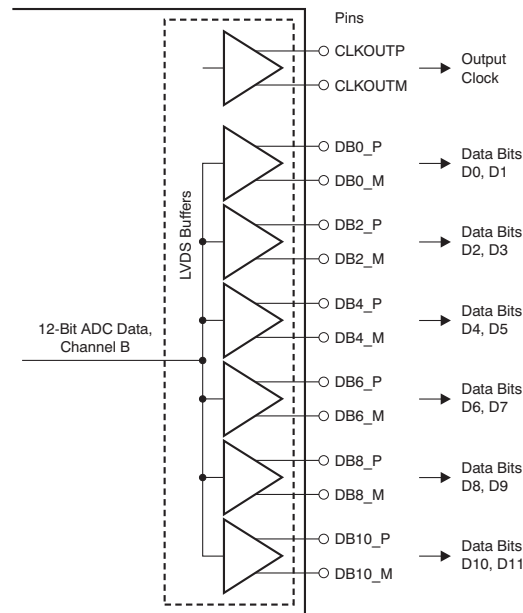 Pins
CLKOUTP
CLKOUTM
Output
Clock
DB0_P
DB0_M
Data Bits
D0, D1
LVDS Buffers
DB2_P
DB2_M
Data Bits
D2, D3
12-Bit ADC Data,
Channel B
DB4_P
DB4_M
Data Bits
D4, D5
DB6_P
DB6_M
Data Bits
D6, D7
DB8_P
DB8_M
Data Bits
D8, D9
DB10_P
DB10_M
Data Bits
D10, D11